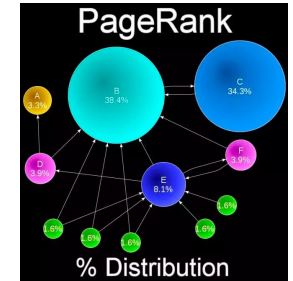 PageRank
B
38.4%
C
34.3%
A
3.3%
D
3.9%
F
3.9%
E
8.1%
1.6%
1.6%
1.6%
1.6%
1.6%
% Distribution